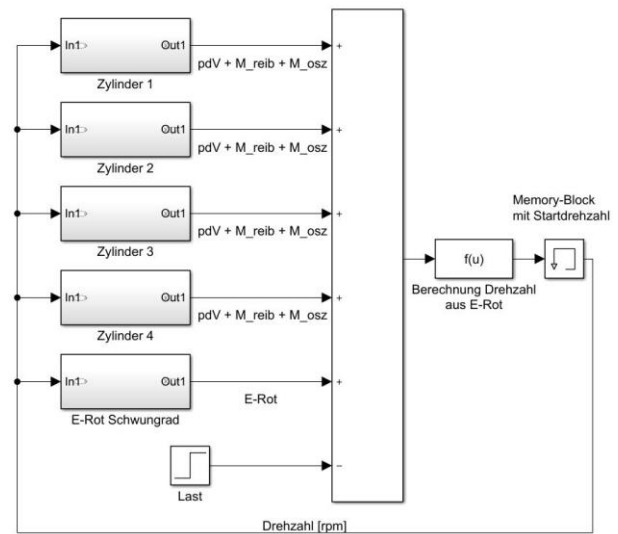 In1 Out1
pdV + M_reib + M_osz
Zylinder 1
In1 Out1
pdV + M_reib + M_osz
Zylinder 2
In1 Out1
pdV + M_reib + M_osz
Zylinder 3
In1 Out1
pdV + M_reib + M_osz
Zylinder 4
In1 Out1
E-Rot
E-Rot Schwungrad
Last
+
+
+
+
+
−
Memory-Block
mit Startdrehzahl
f(u)
Berechnung Drehzahl
aus E-Rot
Drehzahl [rpm]